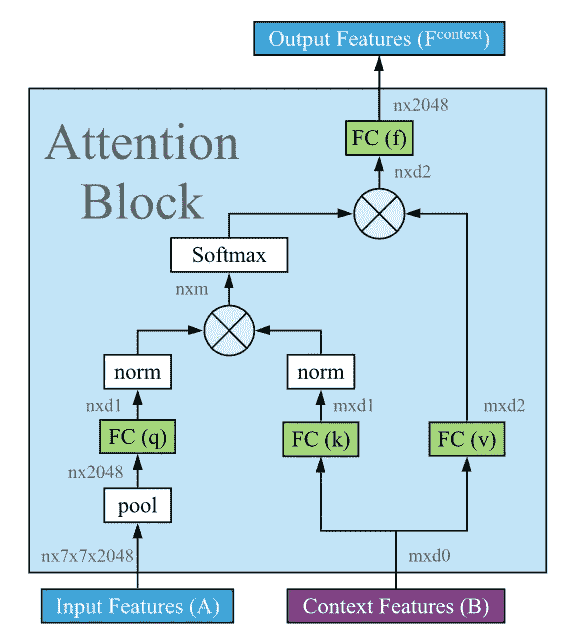 Output Features (F^context)
nx2048
Attention
Block
FC (f)
nxd2
Softmax
nxm
norm
norm
nxd1
mxd1
mxd2
FC (q)
FC (k)
FC (v)
nx2048
pool
nx7x7x2048
mxd0
Input Features (A)
Context Features (B)